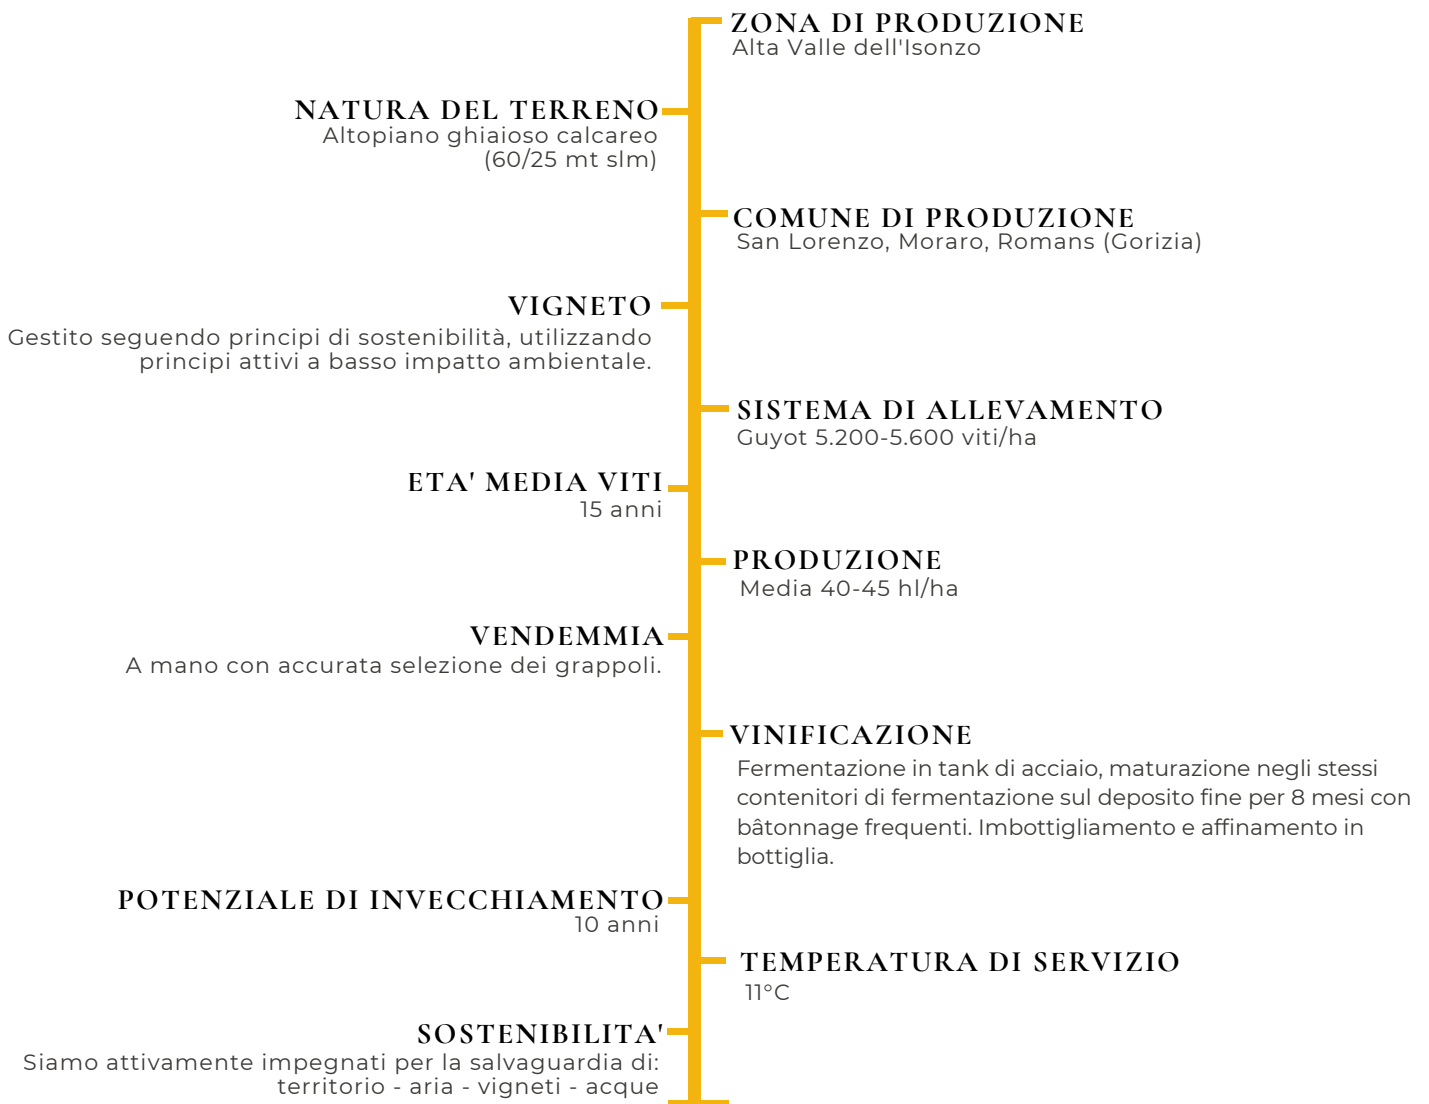 ZONA DI PRODUZIONE
Alta Valle dell'Isonzo
NATURA DEL TERRENO
Altopiano ghiaioso calcareo
(60/25 mt slm)
COMUNE DI PRODUZIONE
San Lorenzo, Moraro, Romans (Gorizia)
VIGNETO
Gestito seguendo principi di sostenibilità, utilizzando
principi attivi a basso impatto ambientale.
SISTEMA DI ALLEVAMENTO
Guyot 5.200-5.600 viti/ha
ETA' MEDIA VITI
15 anni
PRODUZIONE
Media 40-45 hl/ha
VENDEMMIA
A mano con accurata selezione dei grappoli.
VINIFICAZIONE
Fermentazione in tank di acciaio, maturazione negli stessi
contenitori di fermentazione sul deposito fine per 8 mesi con
bâtonnage frequenti. Imbottigliamento e affinamento in
bottiglia.
POTENZIALE DI INVECCHIAMENTO
10 anni
TEMPERATURA DI SERVIZIO
11°C
SOSTENIBILITA'
Siamo attivamente impegnati per la salvaguardia di:
territorio - aria - vigneti - acque